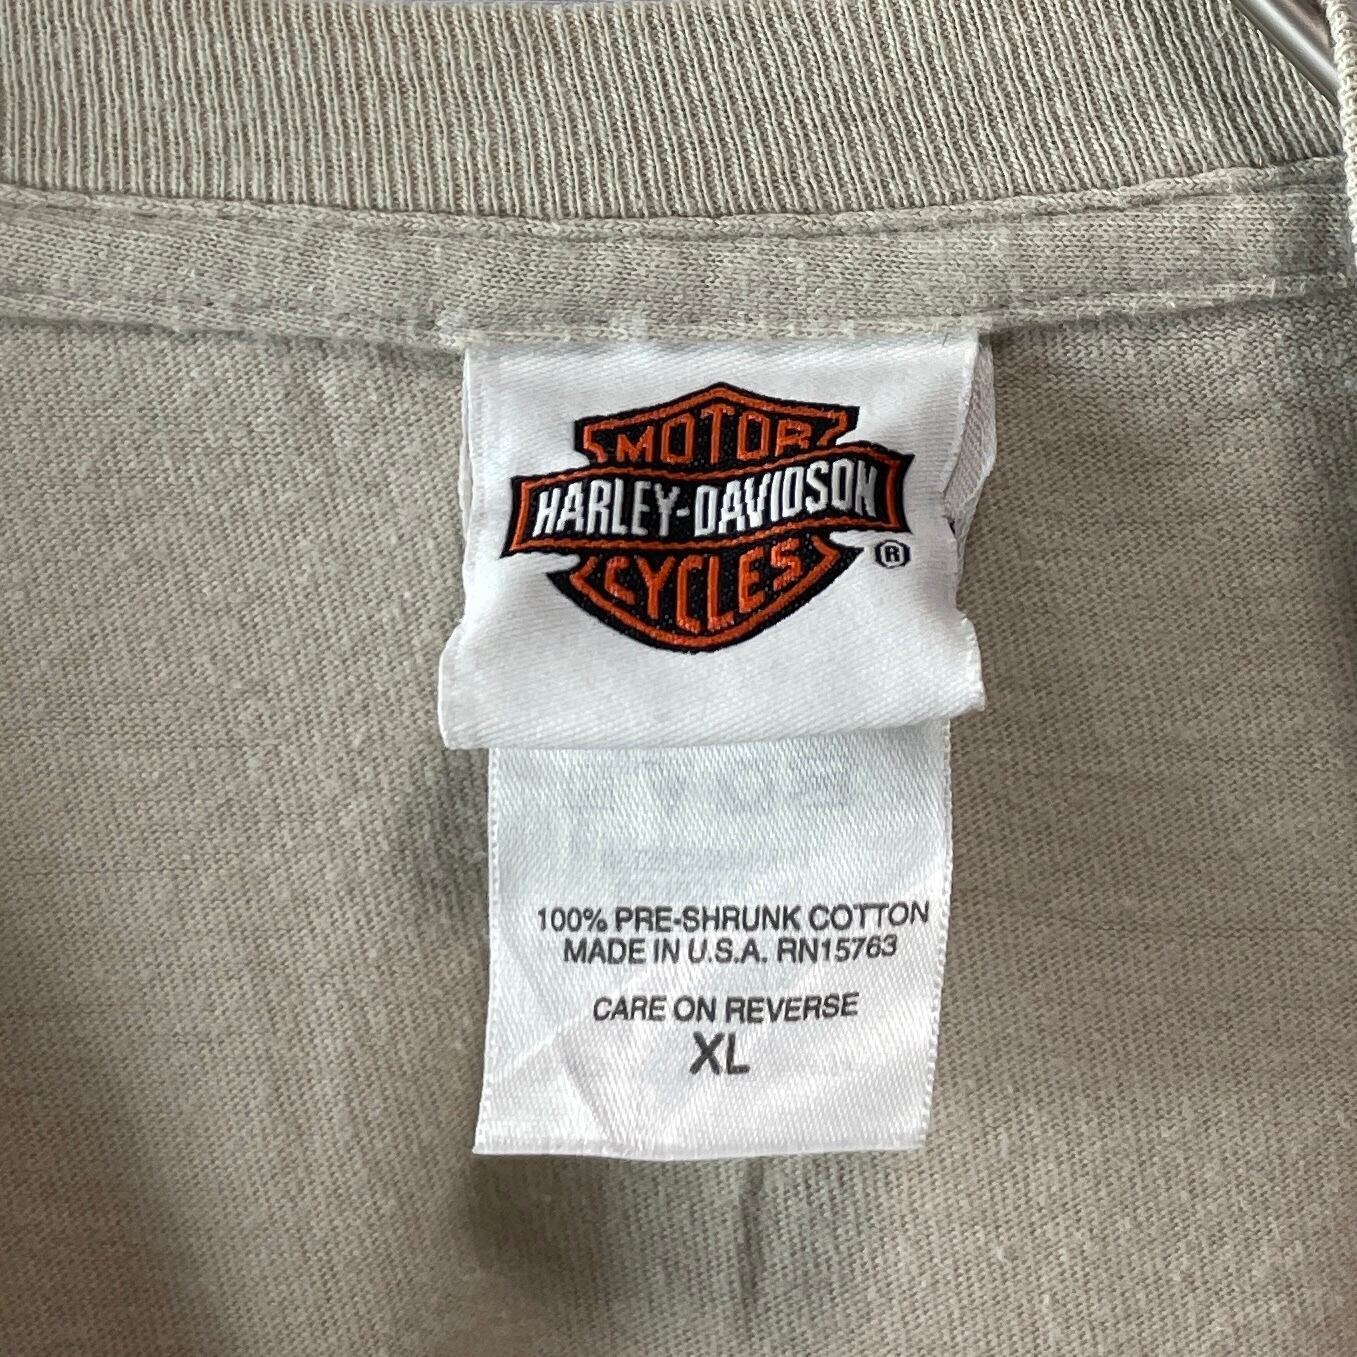 MOTOR
HARLEY-DAVIDSON
CYCLES
®
100% PRE-SHRUNK COTTON
MADE IN U.S.A. RN15763
CARE ON REVERSE
XL